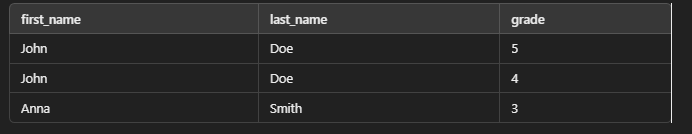 first_name last_name grade
John Doe 5
John Doe 4
Anna Smith 3